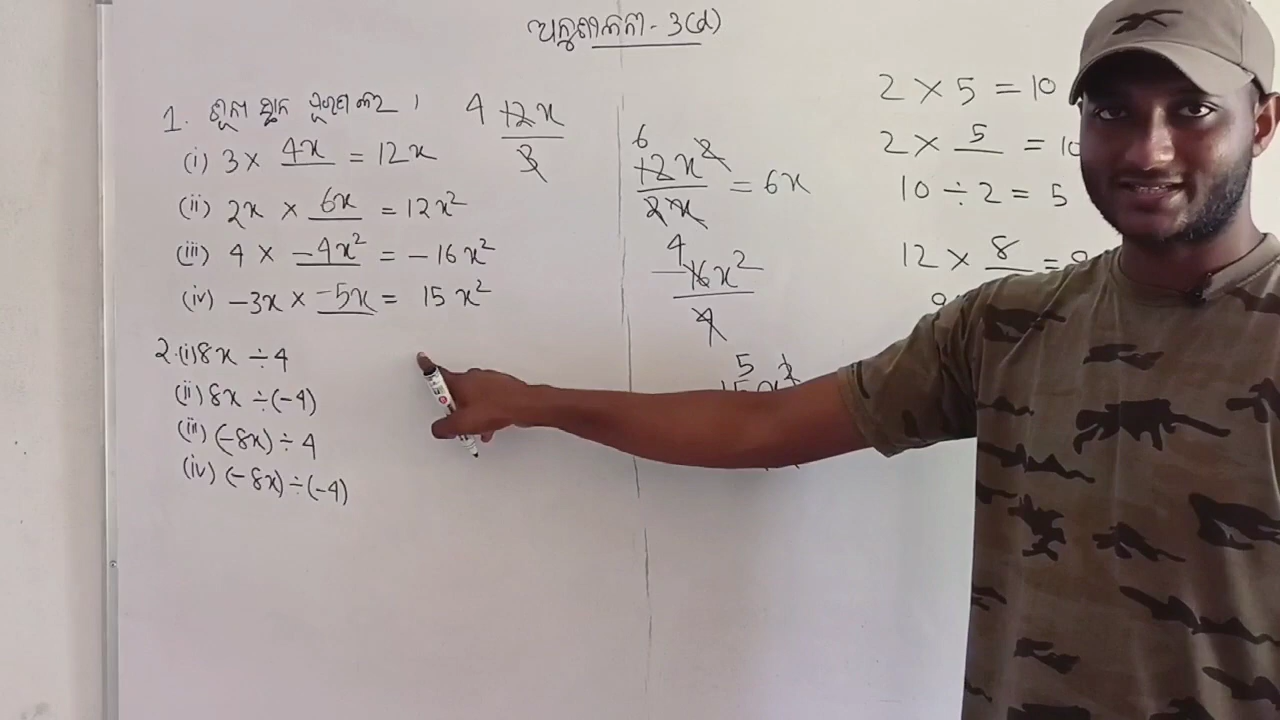 ଅନୁଶୀଳନୀ - 3(d)
1. ଶୂନ୍ୟ ସ୍ଥାନ ପୂରଣ କର ।
(i) 3 × 4x = 12x
(ii) 2x × 6x = 12x²
(iii) 4 × -4x² = -16x²
(iv) -3x × -5x = 15x²
2. (i) 8x ÷ 4
(ii) 8x ÷ (-4)
(iii) (-8x) ÷ 4
(iv) (-8x) ÷ (-4)
4 12x
3
6
12x²
2x
= 6x
4
-16x²
4
5
2 × 5 = 10
2 × 5 =
10 ÷ 2 = 5
12 × 8 =